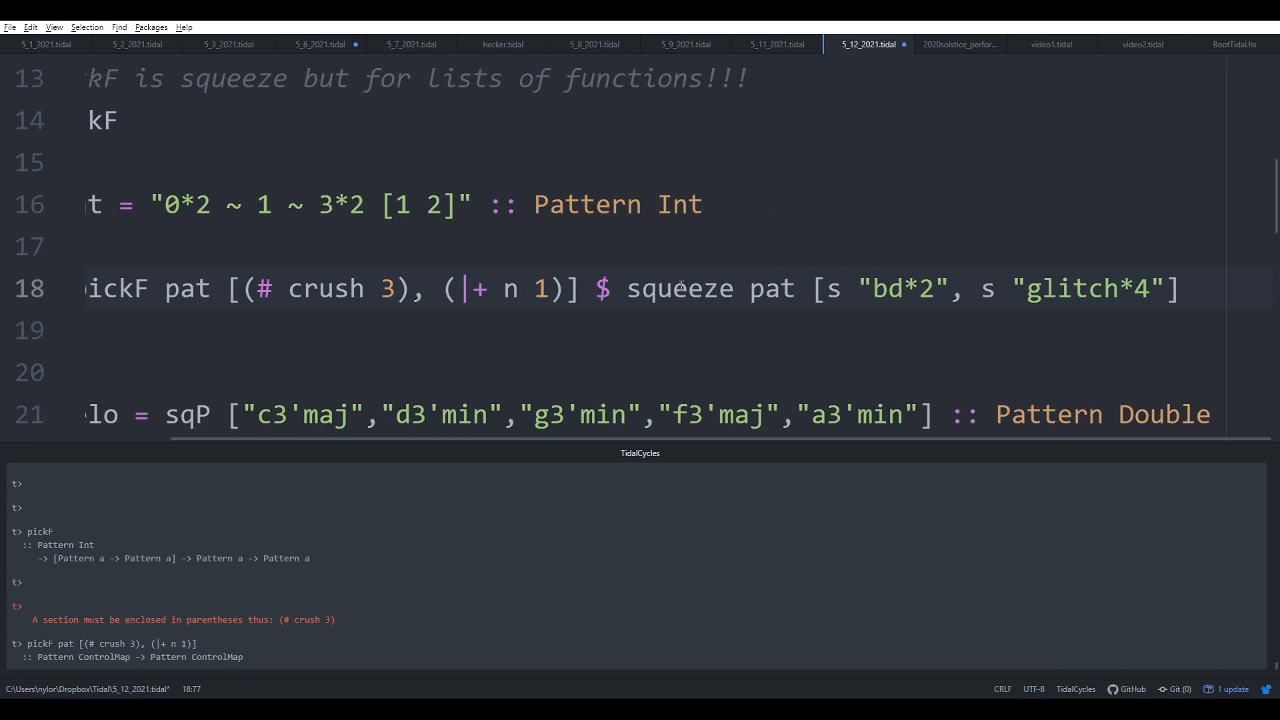 File Edit View Selection Find Packages Help
5_1_2021.tidal 5_2_2021.tidal 5_3_2021.tidal 5_6_2021.tidal 5_7_2021.tidal hecker.tidal 5_8_2021.tidal 5_9_2021.tidal 5_11_2021.tidal 5_12_2021.tidal 2020solstice_perfor... video1.tidal video2.tidal BootTidal.hs
13 kF is squeeze but for lists of functions!!!
14 kF
15
16 t = "0*2 ~ 1 ~ 3*2 [1 2]" :: Pattern Int
17
18 pickF pat [(# crush 3), (|+ n 1)] $ squeeze pat [s "bd*2", s "glitch*4"]
19
20
21 lo = sqP ["c3'maj","d3'min","g3'min","f3'maj","a3'min"] :: Pattern Double
TidalCycles
t>
t>
t> pickF
:: Pattern Int
-> [Pattern a -> Pattern a] -> Pattern a -> Pattern a
t>
t>
A section must be enclosed in parentheses thus: (# crush 3)
t> pickF pat [(# crush 3), (|+ n 1)]
:: Pattern ControlMap -> Pattern ControlMap
C:\Users\nylor\Dropbox\Tidal\5_12_2021.tidal* 18:77 CRLF UTF-8 TidalCycles GitHub Git (0) 1 update